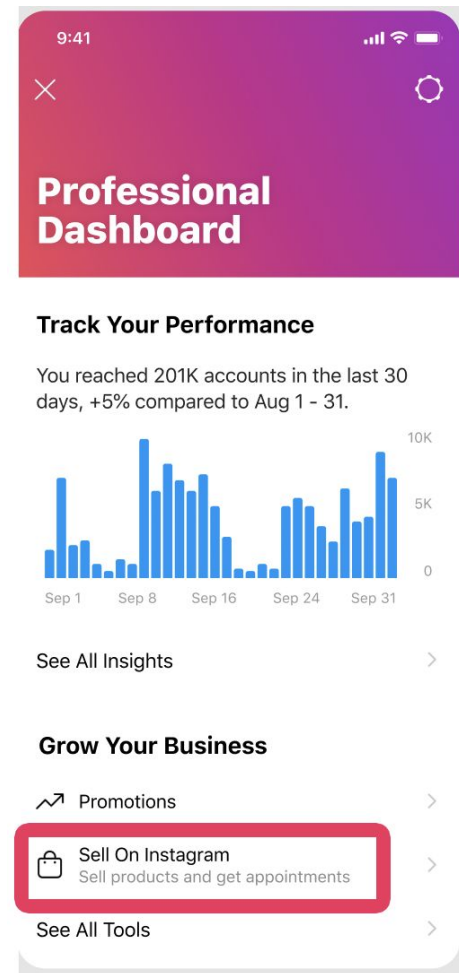 9:41
Professional
Dashboard
Track Your Performance
You reached 201K accounts in the last 30
days, +5% compared to Aug 1 - 31.
10K
5K
0
Sep 1 Sep 8 Sep 16 Sep 24 Sep 31
See All Insights
Grow Your Business
Promotions
Sell On Instagram
Sell products and get appointments
See All Tools